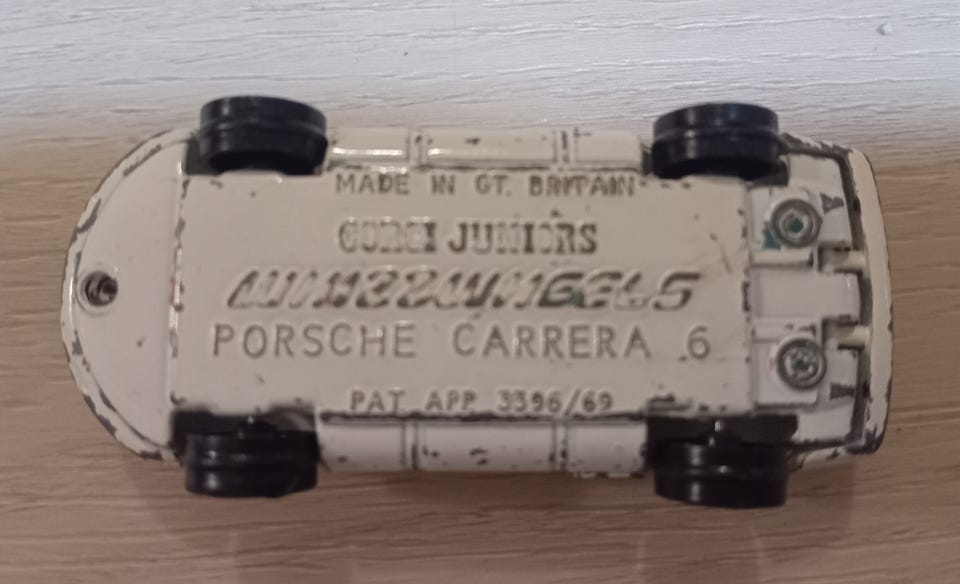 MADE IN GT. BRITAIN
CORGI JUNIORS
WHIZZWHEELS
PORSCHE CARRERA 6
PAT. APP. 3396/69